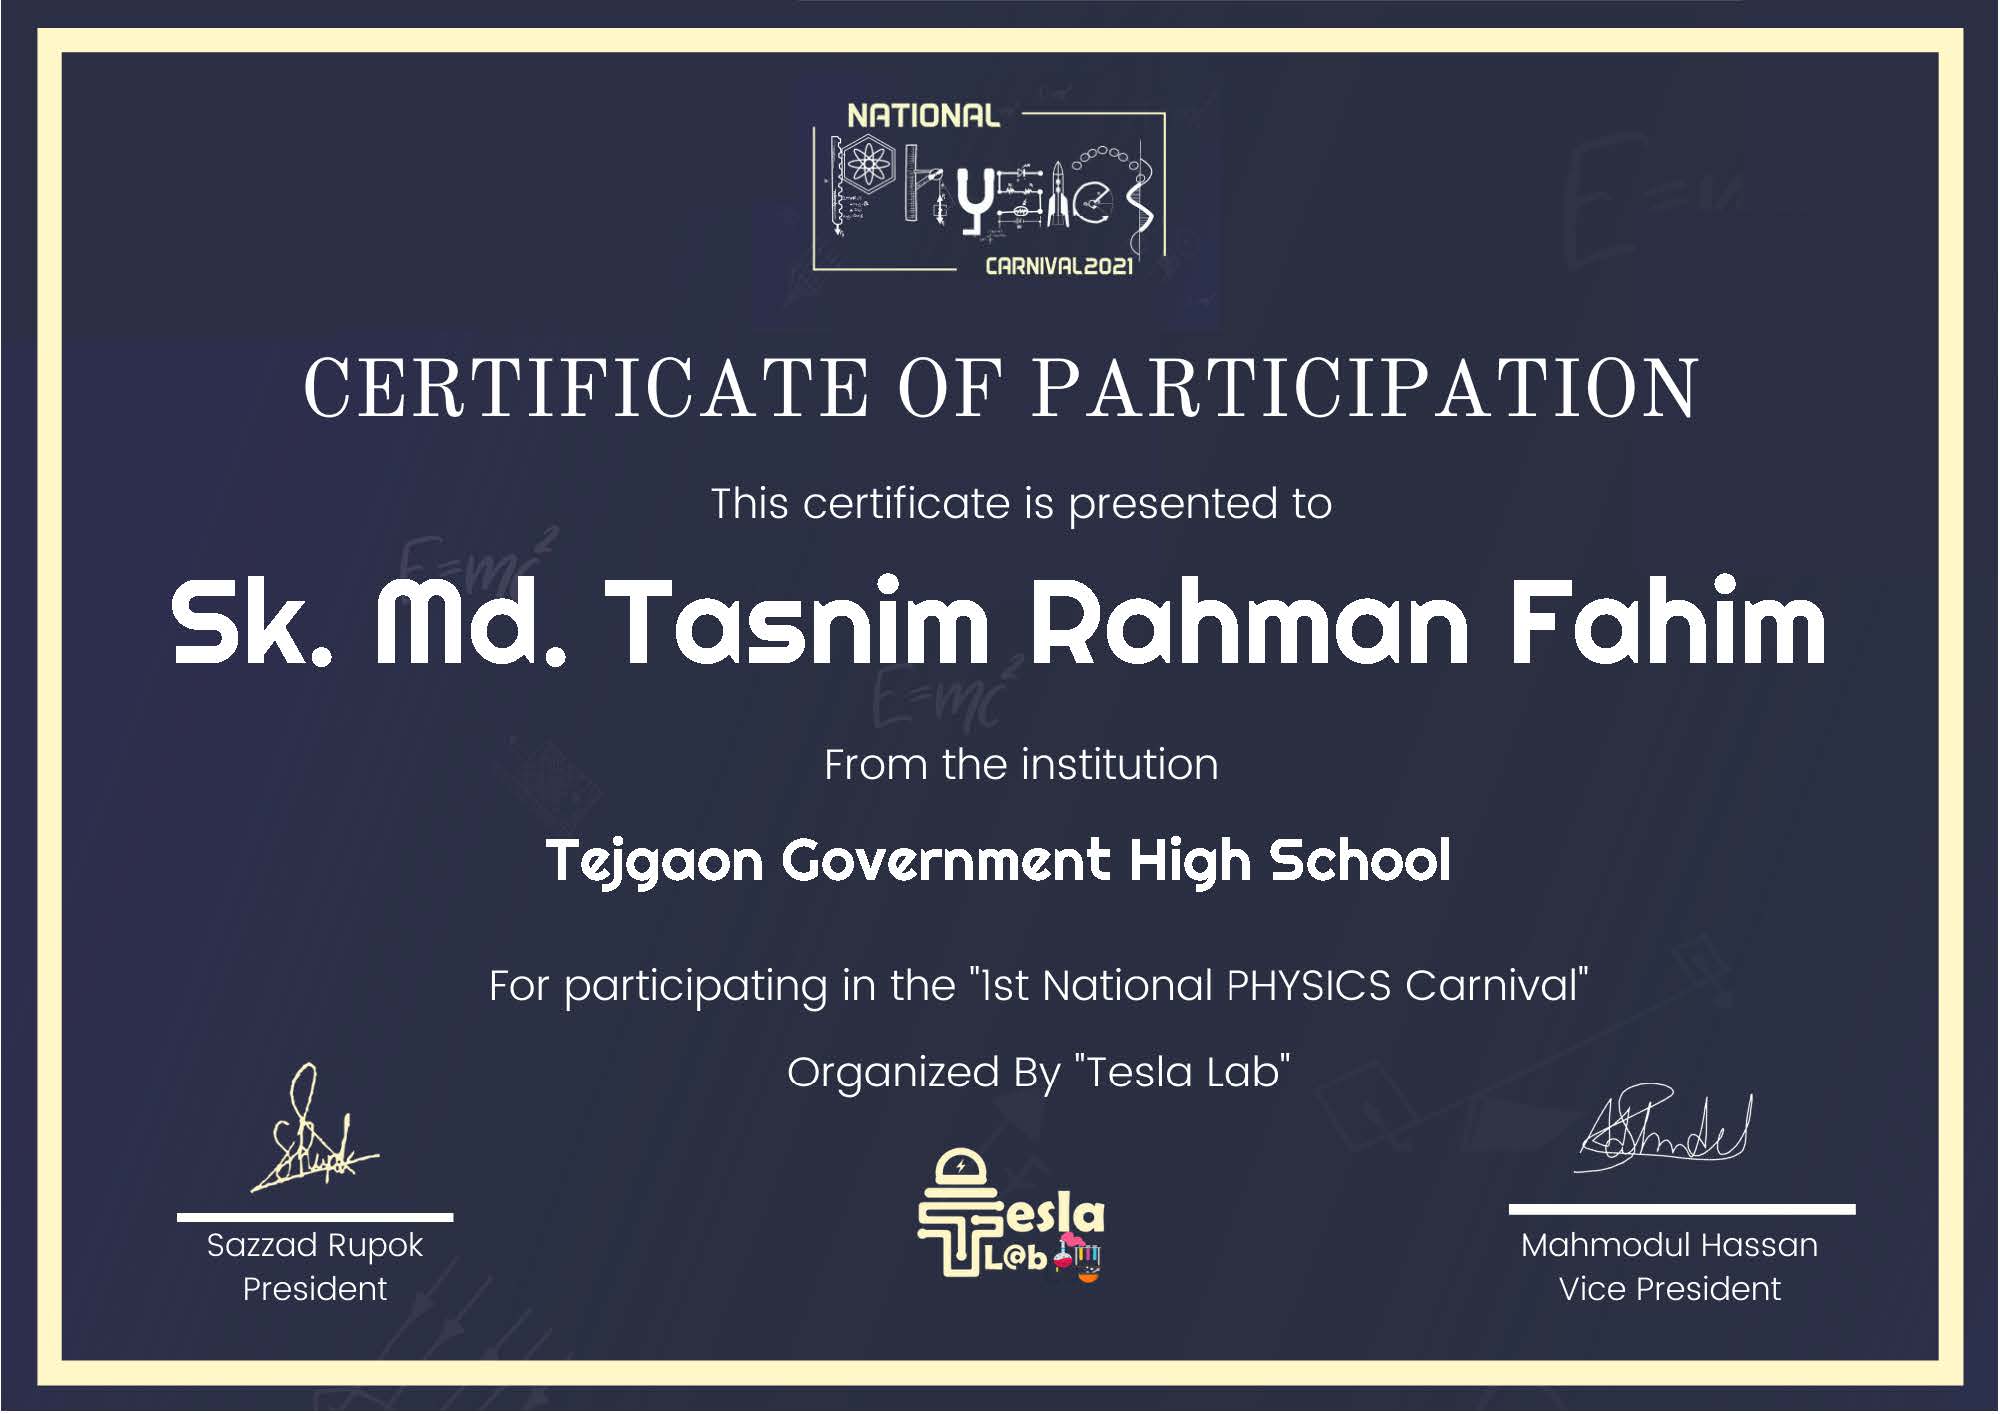 NATIONAL
Physics
CARNIVAL2021
CERTIFICATE OF PARTICIPATION
This certificate is presented to
E=mc²
Sk. Md. Tasnim Rahman Fahim
E=mc²
From the institution
Tejgaon Government High School
For participating in the "1st National PHYSICS Carnival"
Organized By "Tesla Lab"
Tesla
L@b
Sazzad Rupok
President
Mahmodul Hassan
Vice President